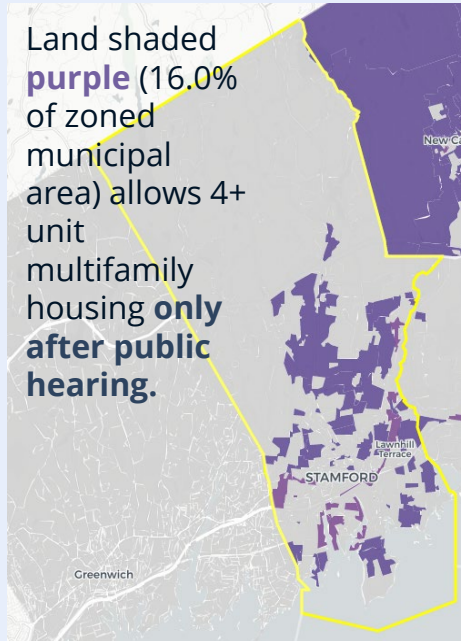 Land shaded
purple (16.0%
of zoned
municipal
area) allows 4+
unit
multifamily
housing only
after public
hearing.
New Ca
Lawnhill
Terrace
STAMFORD
Greenwich